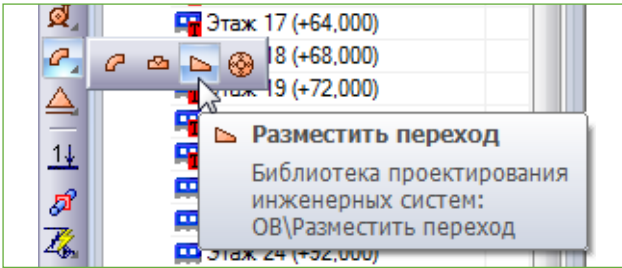 Этаж 17 (+64,000)
18 (+68,000)
Этаж 19 (+72,000)
Разместить переход
Библиотека проектирования
инженерных систем:
ОВ\Разместить переход
Этаж 24 (+92,000)